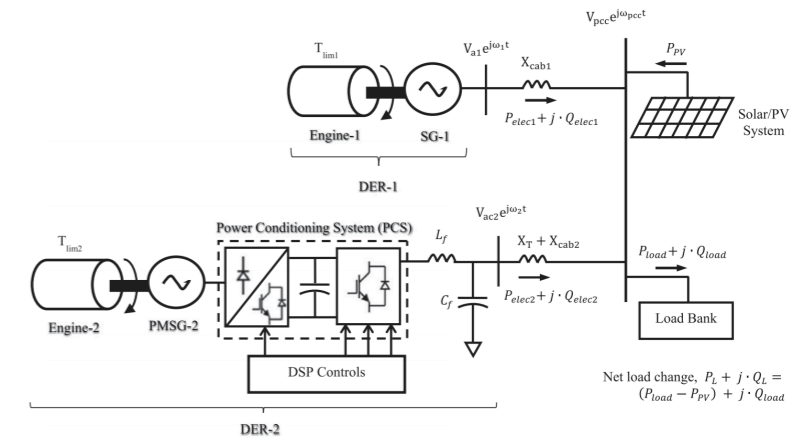 V_pcc e^jω_pcc t
T_lim1
V_a1 e^jω_1 t
X_cab1
P_PV
P_elec1 + j · Q_elec1
Solar/PV
System
Engine-1
SG-1
DER-1
V_ac2 e^jω_2 t
Power Conditioning System (PCS)
T_lim2
L_f
X_T + X_cab2
P_load + j · Q_load
C_f
P_elec2 + j · Q_elec2
Engine-2
PMSG-2
Load Bank
DSP Controls
Net load change, P_L + j · Q_L =
(P_load − P_PV) + j · Q_load
DER-2